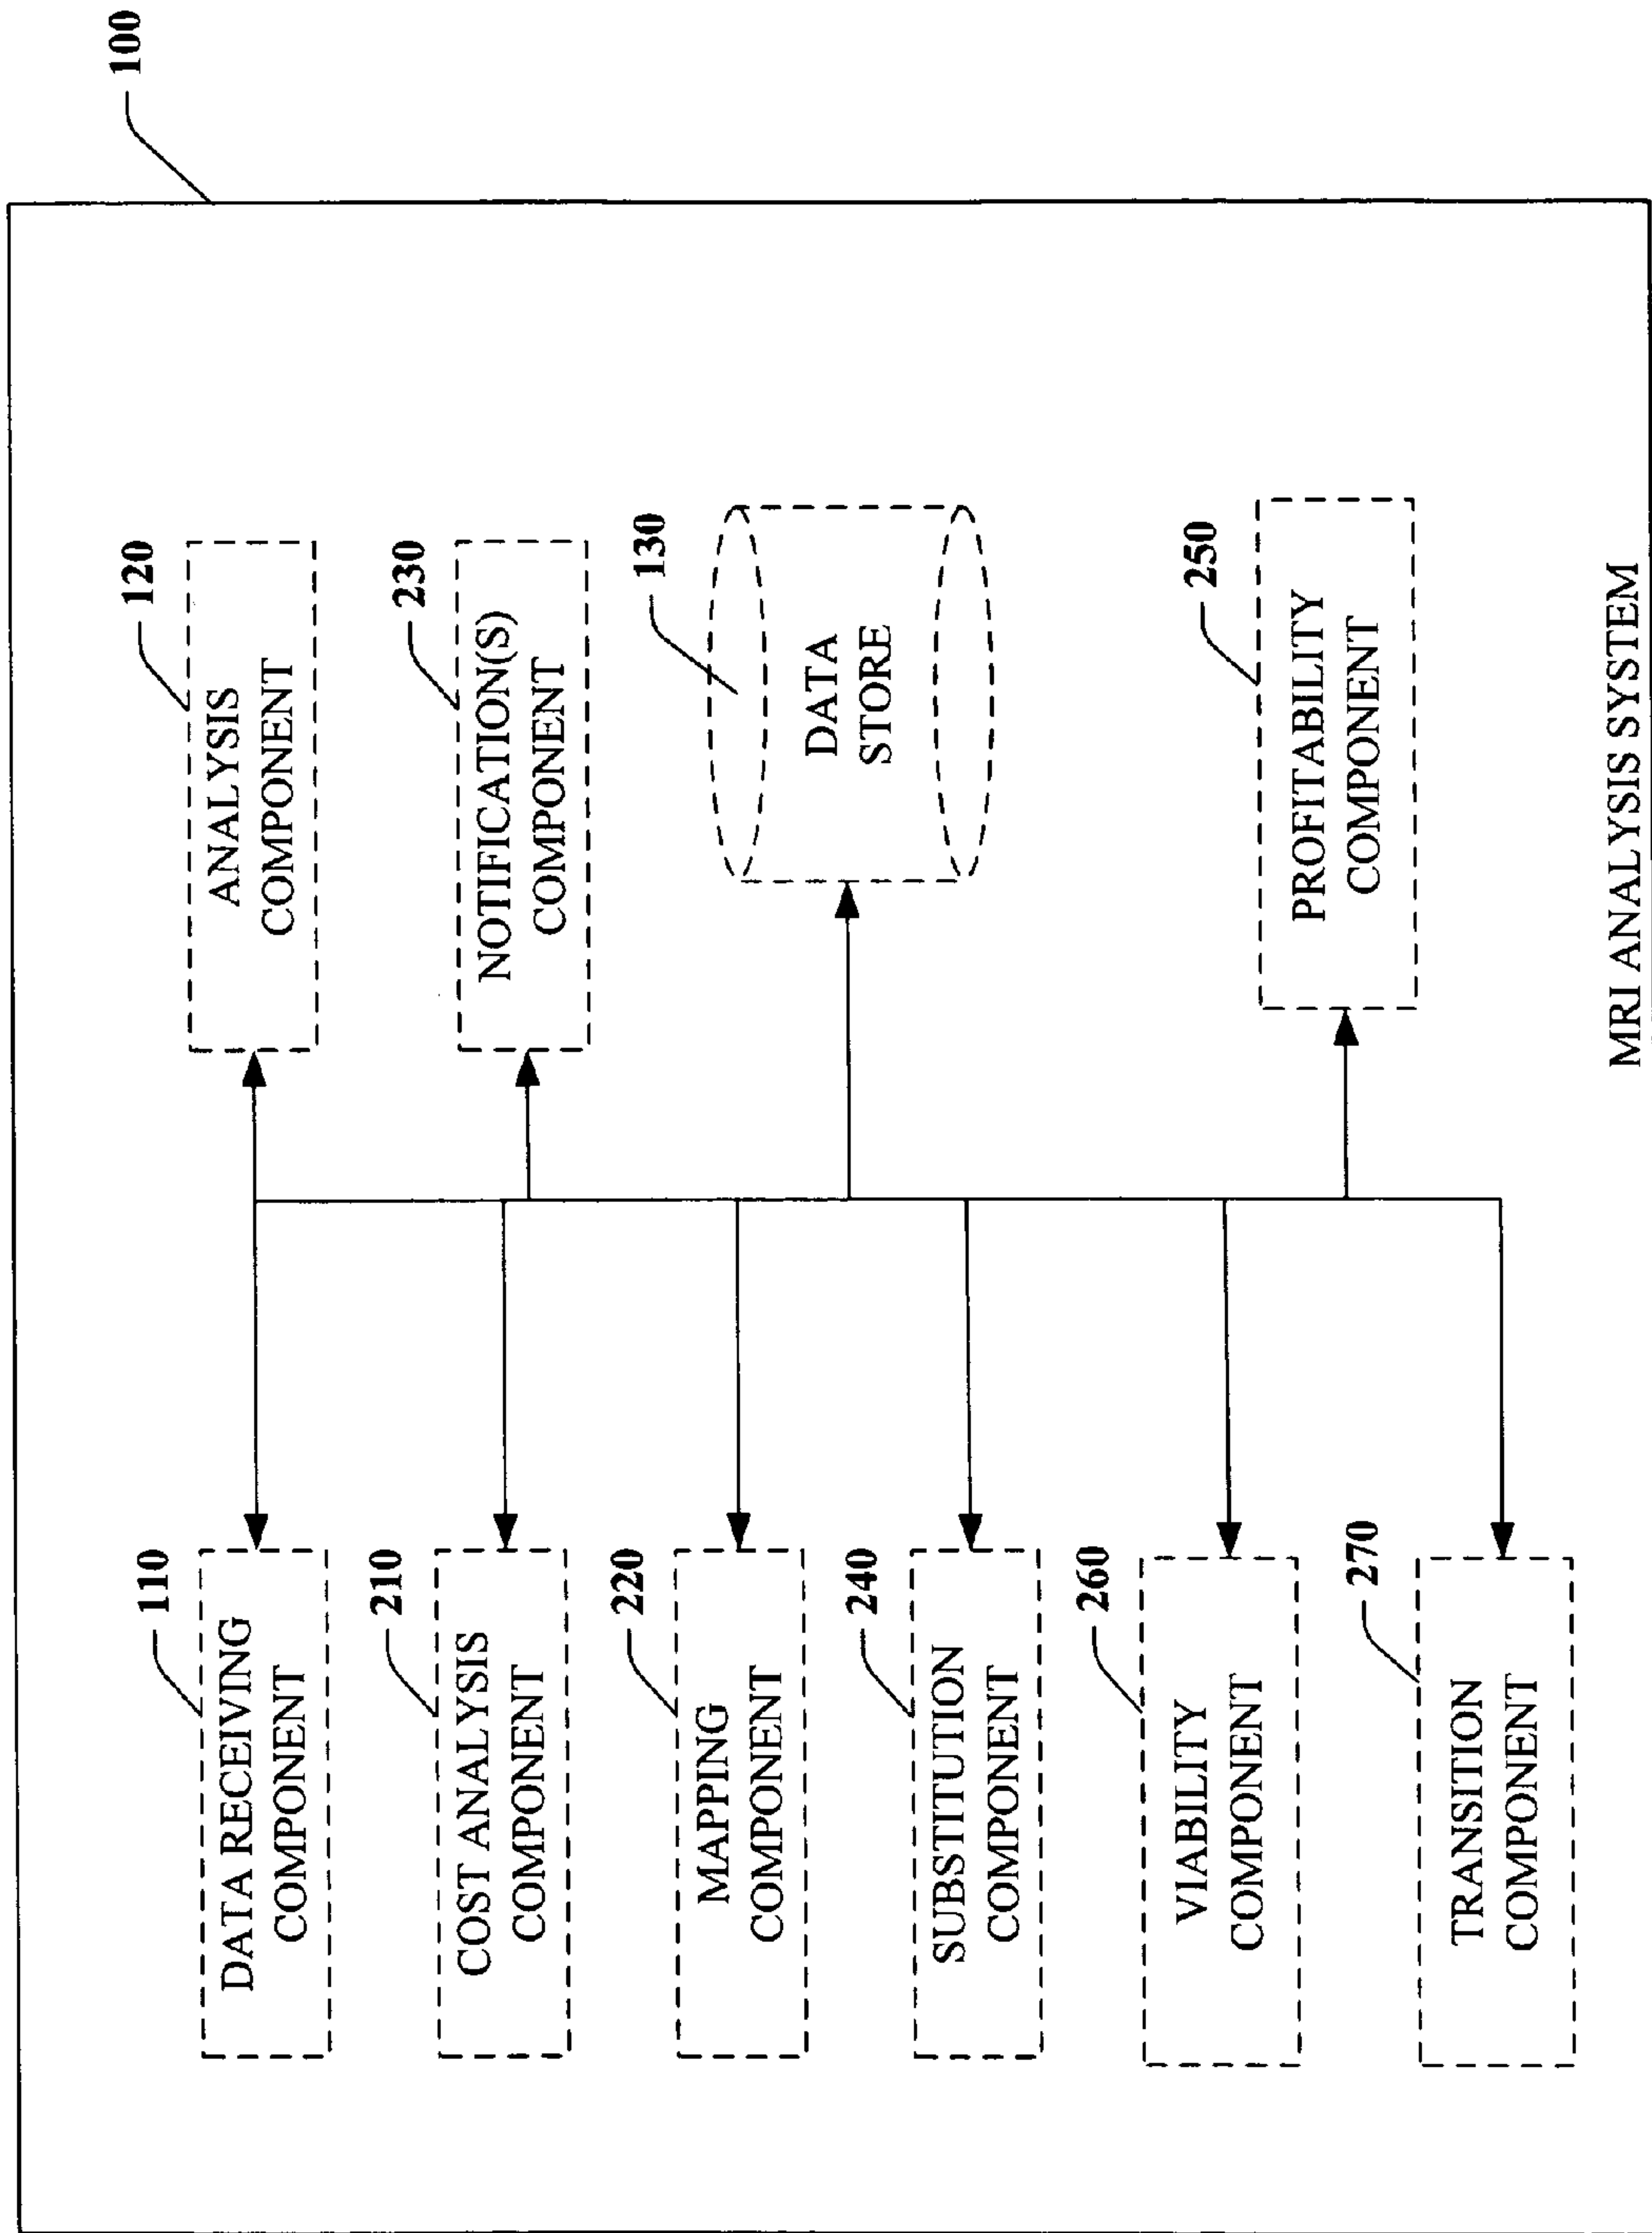 100
110
DATA RECEIVING
COMPONENT
120
ANALYSIS
COMPONENT
210
COST ANALYSIS
COMPONENT
230
NOTIFICATION(S)
COMPONENT
220
MAPPING
COMPONENT
130
DATA
STORE
240
SUBSTITUTION
COMPONENT
260
VIABILITY
COMPONENT
250
PROFITABILITY
COMPONENT
270
TRANSITION
COMPONENT
MRI ANALYSIS SYSTEM